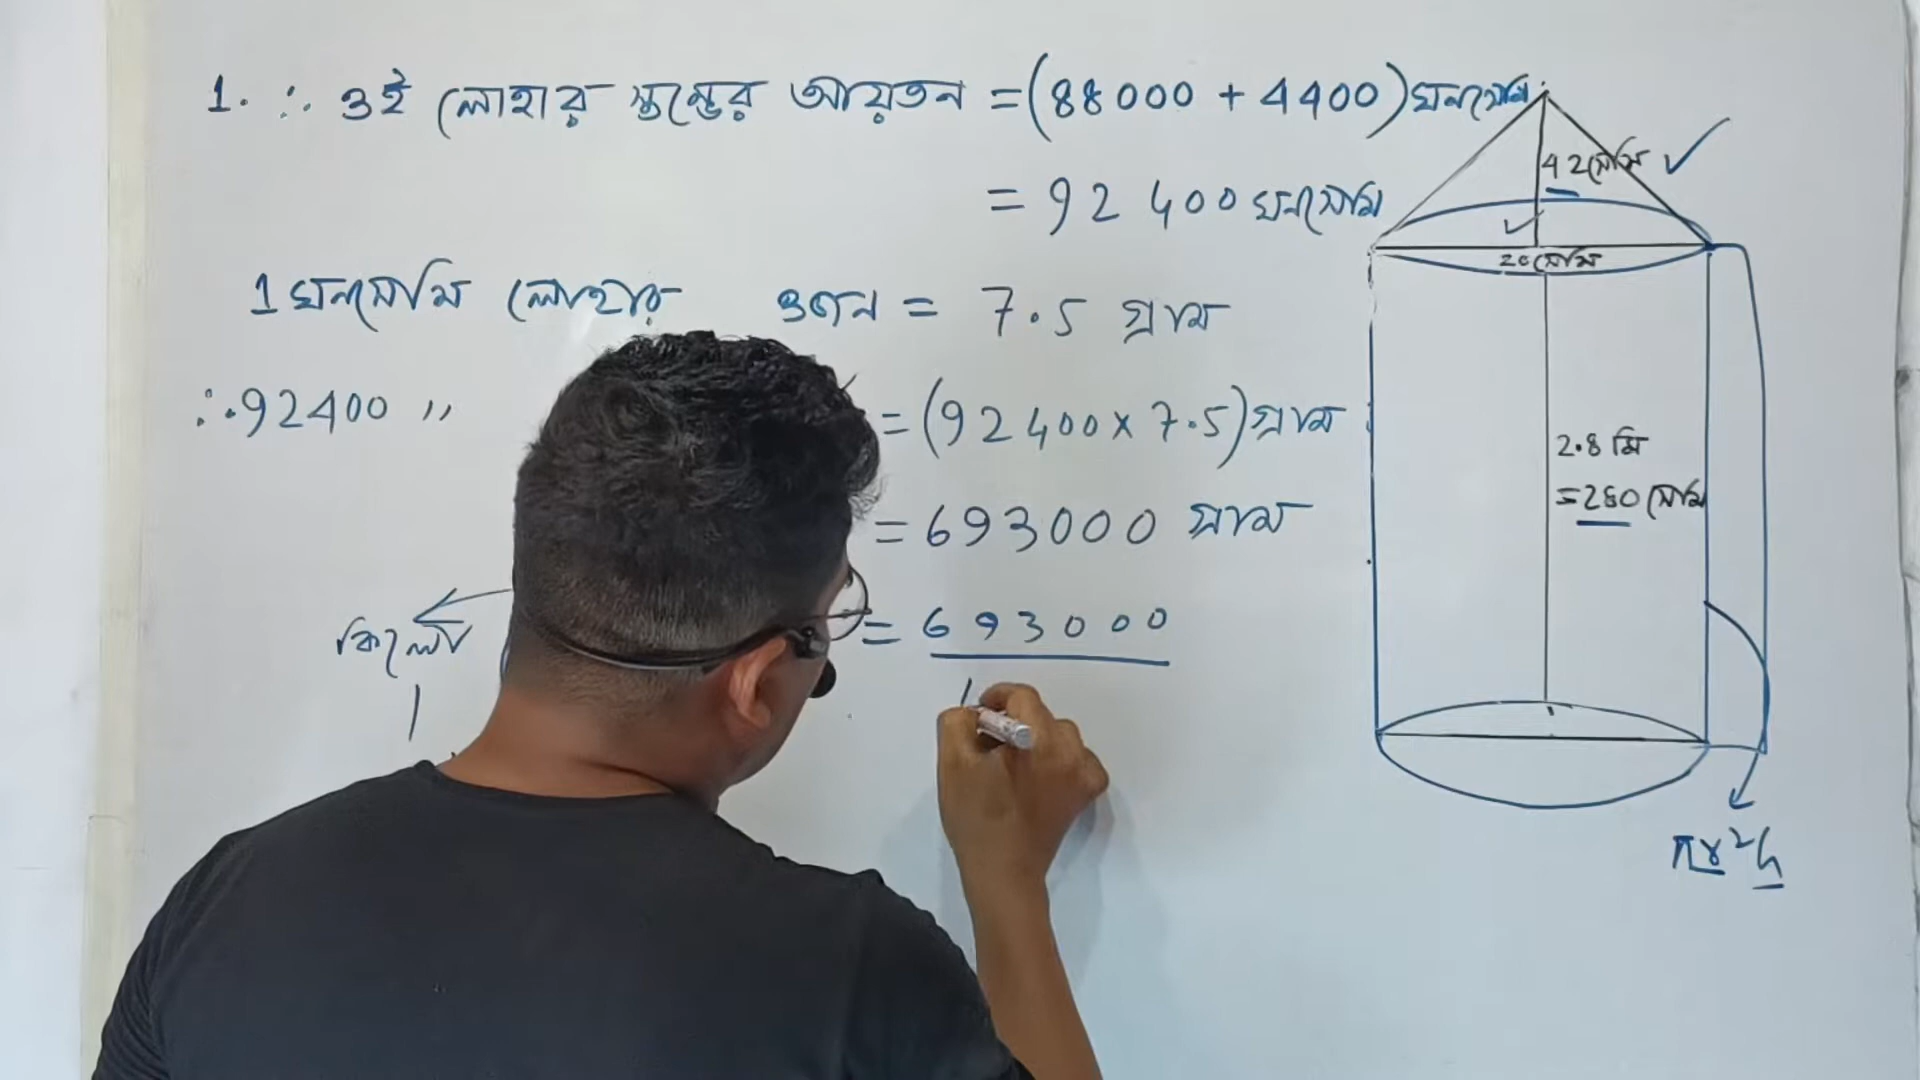 1. ∴ ওই লোহার স্তম্ভের আয়তন = (88000 + 4400) ঘনসেমি
= 92400 ঘনসেমি
1 ঘনসেমি লোহার ওজন = 7.5 গ্রাম
∴ 92400 ,, = (92400 × 7.5) গ্রাম
= 693000 গ্রাম
= 693000
কিলো
42 সেমি ✓
✓
20 সেমি
2.8 মি
= 280 সেমি
πr²h